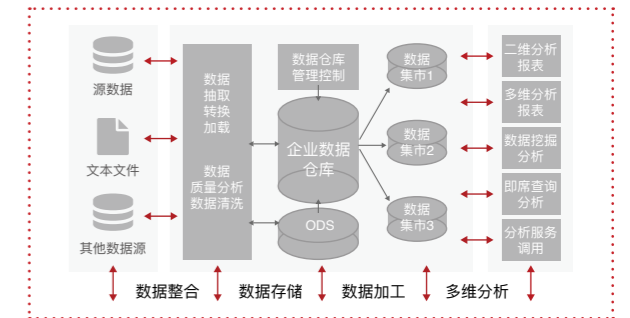 源数据
文本文件
其他数据源
数据
抽取
转换
加载
数据
质量分析
数据清洗
数据仓库
管理控制
企业数据
仓库
ODS
数据
集市1
数据
集市2
数据
集市3
二维分析
报表
多维分析
报表
数据挖掘
分析
即席查询
分析
分析服务
调用
数据整合
数据存储
数据加工
多维分析